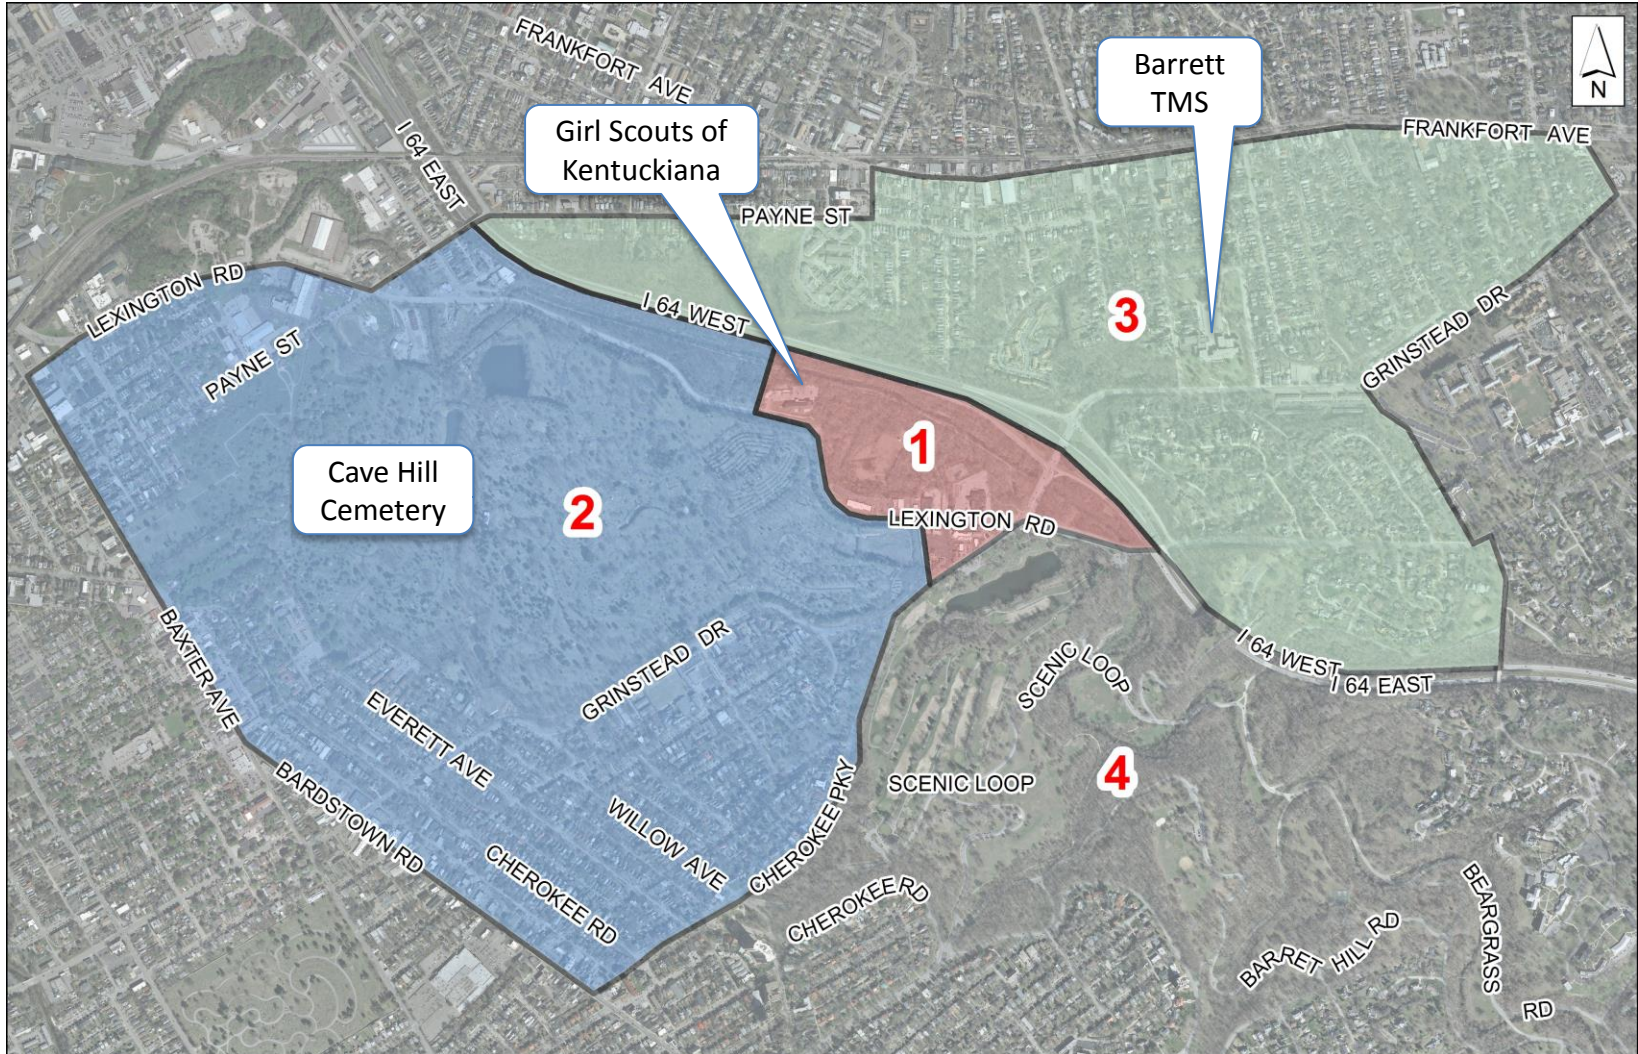 FRANKFORT AVE
Barrett
TMS
N
Girl Scouts of
Kentuckiana
I 64 EAST
FRANKFORT AVE
PAYNE ST
LEXINGTON RD
I 64 WEST
3
PAYNE ST
GRINSTEAD DR
1
Cave Hill
Cemetery
2
LEXINGTON RD
BAXTER AVE
GRINSTEAD DR
SCENIC LOOP
I 64 WEST
I 64 EAST
EVERETT AVE
SCENIC LOOP
4
BARDSTOWN RD
WILLOW AVE
CHEROKEE PKY
CHEROKEE RD
CHEROKEE RD
BARRET HILL RD
BEARGRASS RD